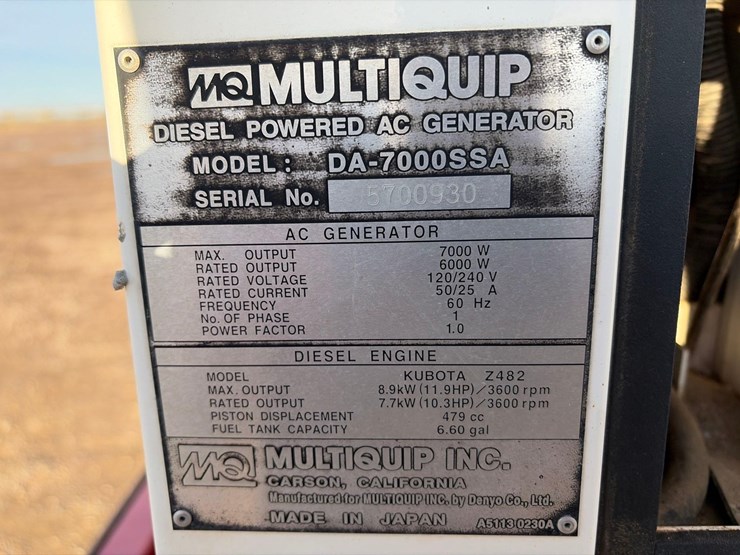 MQ MULTIQUIP
DIESEL POWERED AC GENERATOR
MODEL : DA-7000SSA
SERIAL No. 5700930
AC GENERATOR
MAX. OUTPUT 7000 W
RATED OUTPUT 6000 W
RATED VOLTAGE 120/240 V
RATED CURRENT 50/25 A
FREQUENCY 60 Hz
No. OF PHASE 1
POWER FACTOR 1.0
DIESEL ENGINE
MODEL KUBOTA Z482
MAX. OUTPUT 8.9kW (11.9HP)/3600 rpm
RATED OUTPUT 7.7kW (10.3HP)/3600 rpm
PISTON DISPLACEMENT 479 cc
FUEL TANK CAPACITY 6.60 gal
MQ MULTIQUIP INC.
CARSON, CALIFORNIA
Manufactured for MULTIQUIP INC. by Denyo Co., Ltd.
MADE IN JAPAN A5113 0230A